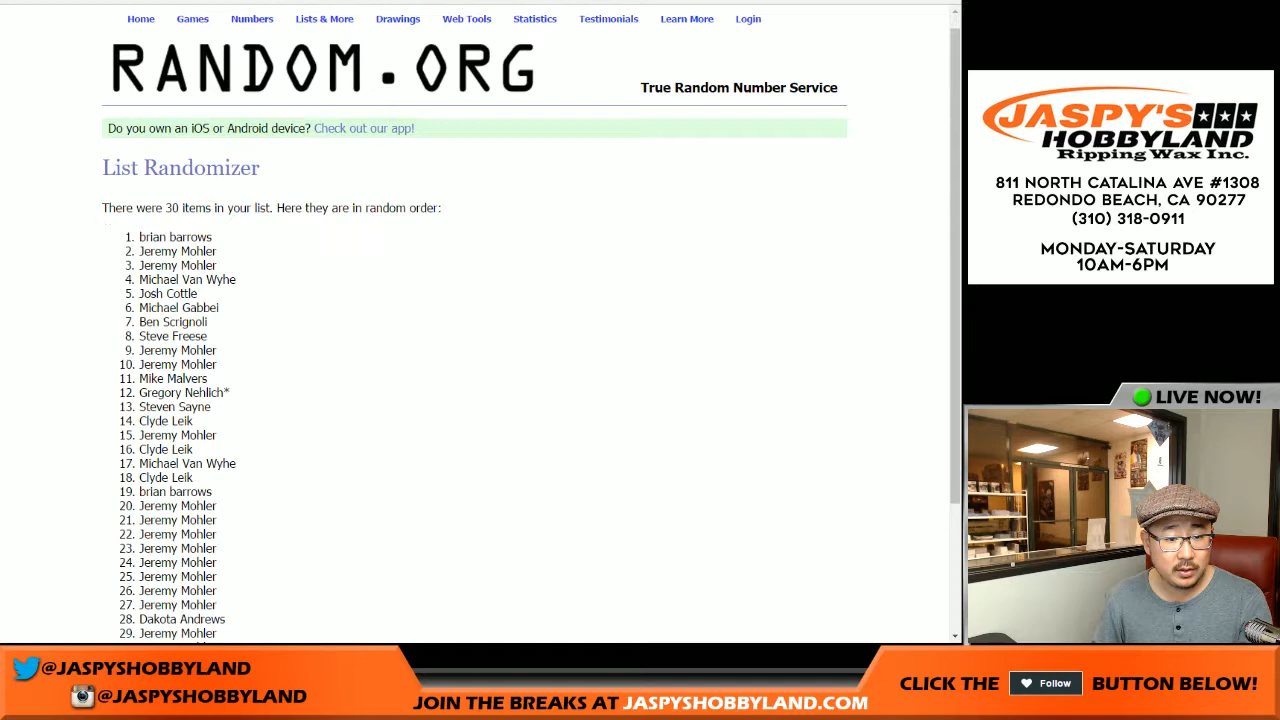 Home Games Numbers Lists & More Drawings Web Tools Statistics Testimonials Learn More Login
RANDOM.ORG
True Random Number Service
Do you own an iOS or Android device? Check out our app!
List Randomizer
There were 30 items in your list. Here they are in random order:
1. brian barrows
2. Jeremy Mohler
3. Jeremy Mohler
4. Michael Van Wyhe
5. Josh Cottle
6. Michael Gabbei
7. Ben Scrignoli
8. Steve Freese
9. Jeremy Mohler
10. Jeremy Mohler
11. Mike Malvers
12. Gregory Nehlich*
13. Steven Sayne
14. Clyde Leik
15. Jeremy Mohler
16. Clyde Leik
17. Michael Van Wyhe
18. Clyde Leik
19. brian barrows
20. Jeremy Mohler
21. Jeremy Mohler
22. Jeremy Mohler
23. Jeremy Mohler
24. Jeremy Mohler
25. Jeremy Mohler
26. Jeremy Mohler
27. Jeremy Mohler
28. Dakota Andrews
29. Jeremy Mohler
JASPY'S
HOBBYLAND
Ripping Wax Inc.
811 NORTH CATALINA AVE #1308
REDONDO BEACH, CA 90277
(310) 318-0911
MONDAY-SATURDAY
10AM-6PM
LIVE NOW!
@JASPYSHOBBYLAND
@JASPYSHOBBYLAND
JOIN THE BREAKS AT JASPYSHOBBYLAND.COM
CLICK THE Follow BUTTON BELOW!